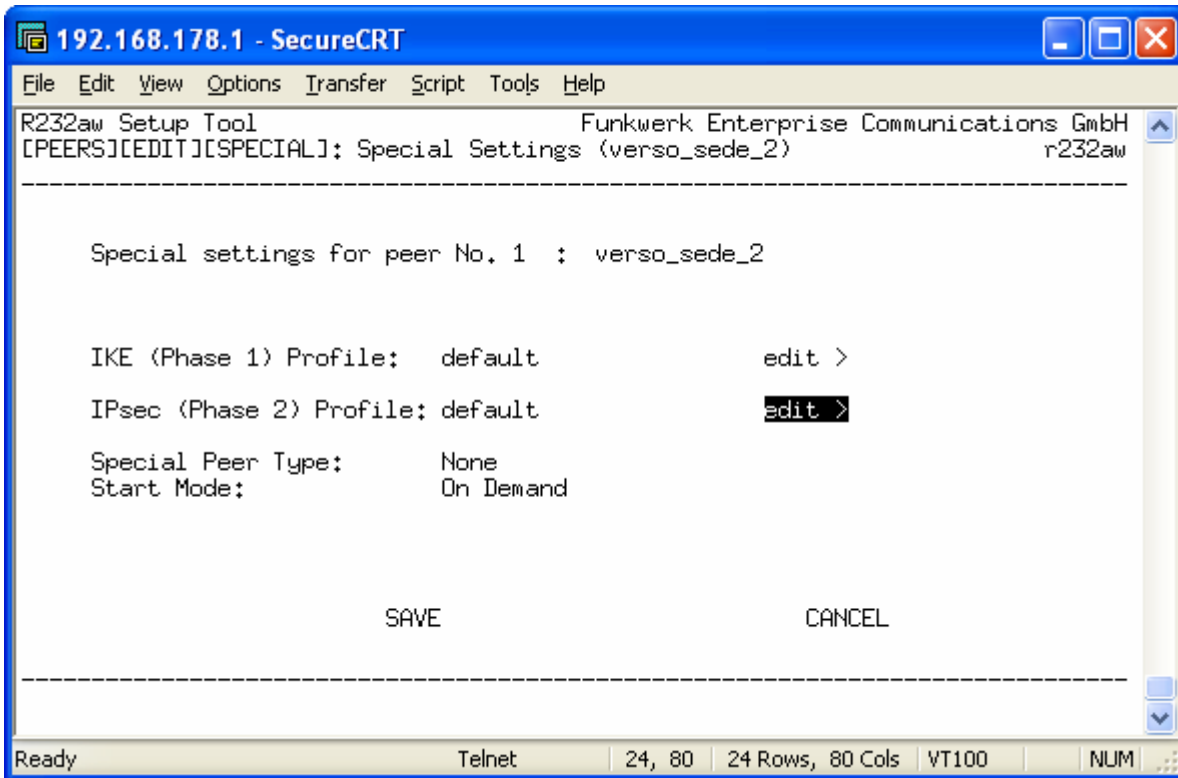 192.168.178.1 - SecureCRT
File Edit View Options Transfer Script Tools Help
R232aw Setup Tool Funkwerk Enterprise Communications GmbH
[PEERS][EDIT][SPECIAL]: Special Settings (verso_sede_2) r232aw
Special settings for peer No. 1 : verso_sede_2
IKE (Phase 1) Profile: default edit >
IPsec (Phase 2) Profile: default edit >
Special Peer Type: None
Start Mode: On Demand
SAVE CANCEL
Ready Telnet 24, 80 24 Rows, 80 Cols VT100 NUM